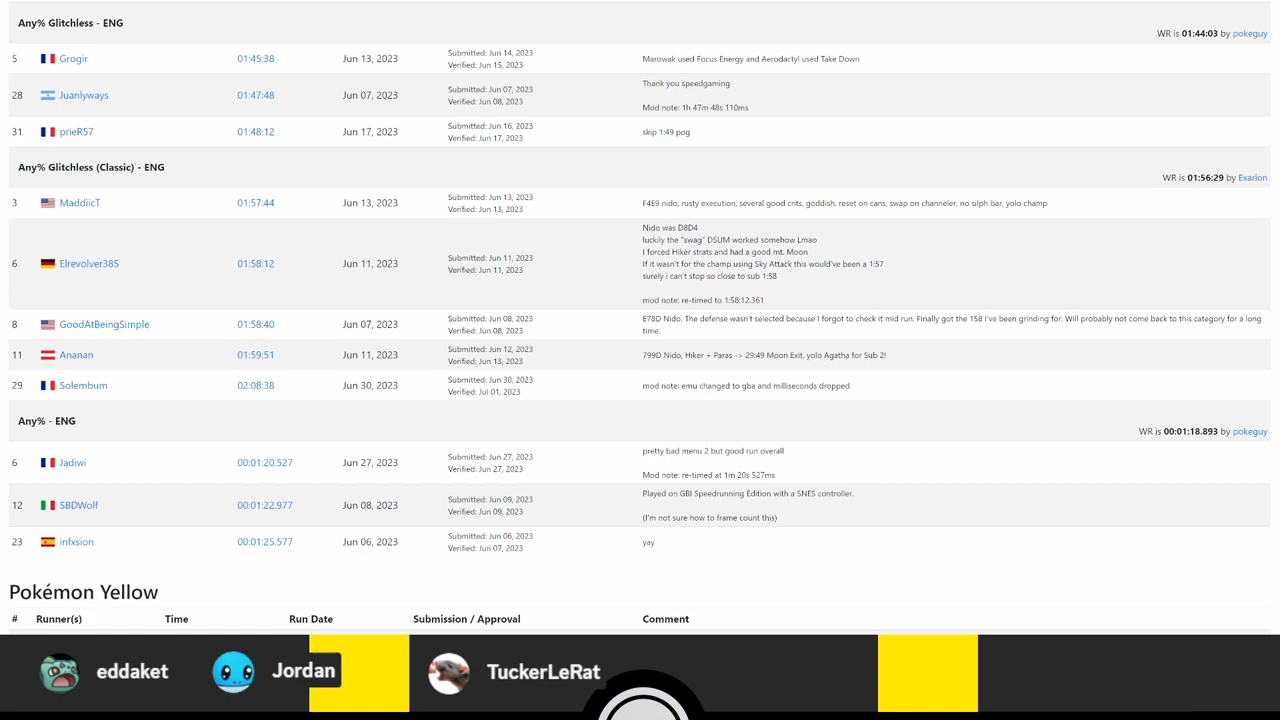 Any% Glitchless - ENG
WR is 01:44:03 by pokeguy
5 Grogir 01:45:38 Jun 13, 2023 Submitted: Jun 14, 2023 Marowak used Focus Energy and Aerodactyl used Take Down
Verified: Jun 15, 2023
28 Juanlyways 01:47:48 Jun 07, 2023 Submitted: Jun 07, 2023 Thank you speedgaming
Verified: Jun 08, 2023
Mod note: 1h 47m 48s 110ms
31 prieR57 01:48:12 Jun 17, 2023 Submitted: Jun 16, 2023 skip 1:49 pog
Verified: Jun 17, 2023
Any% Glitchless (Classic) - ENG
WR is 01:56:29 by Exarion
3 MaddiicT 01:57:44 Jun 13, 2023 Submitted: Jun 13, 2023 F4E9 nido, rusty execution, several good crits, goddish, reset on cans, swap on channeler, no silph bar, yolo champ
Verified: Jun 13, 2023
6 Elrevolver385 01:58:12 Jun 11, 2023 Submitted: Jun 11, 2023
Verified: Jun 11, 2023
Nido was D8D4
luckily the "swag" DSUM worked somehow Lmao
I forced Hiker strats and had a good mt. Moon
If it wasn't for the champ using Sky Attack this would've been a 1:57
surely i can't stop so close to sub 1:58
mod note: re-timed to 1:58:12.361
8 GoodAtBeingSimple 01:58:40 Jun 07, 2023 Submitted: Jun 08, 2023
Verified: Jun 08, 2023
E78D Nido. The defense wasn't selected because I forgot to check it mid run. Finally got the 158 I've been grinding for. Will probably not come back to this category for a long
time.
11 Ananan 01:59:51 Jun 11, 2023 Submitted: Jun 12, 2023 799D Nido, Hiker + Paras -> 29:49 Moon Exit, yolo Agatha for Sub 2!
Verified: Jun 13, 2023
29 Solembum 02:08:38 Jun 30, 2023 Submitted: Jun 30, 2023 mod note: emu changed to gba and milliseconds dropped
Verified: Jul 01, 2023
Any% - ENG
WR is 00:01:18.893 by pokeguy
6 Jadiwi 00:01:20.527 Jun 27, 2023 Submitted: Jun 27, 2023 pretty bad menu 2 but good run overall
Verified: Jun 27, 2023
Mod note: re-timed at 1m 20s 527ms
12 SBDWolf 00:01:22.977 Jun 08, 2023 Submitted: Jun 09, 2023 Played on GBI Speedrunning Edition with a SNES controller.
Verified: Jun 09, 2023
(I'm not sure how to frame count this)
23 infxsion 00:01:25.577 Jun 06, 2023 Submitted: Jun 06, 2023 yay
Verified: Jun 07, 2023
Pokémon Yellow
# Runner(s) Time Run Date Submission / Approval Comment
eddaket Jordan TuckerLeRat